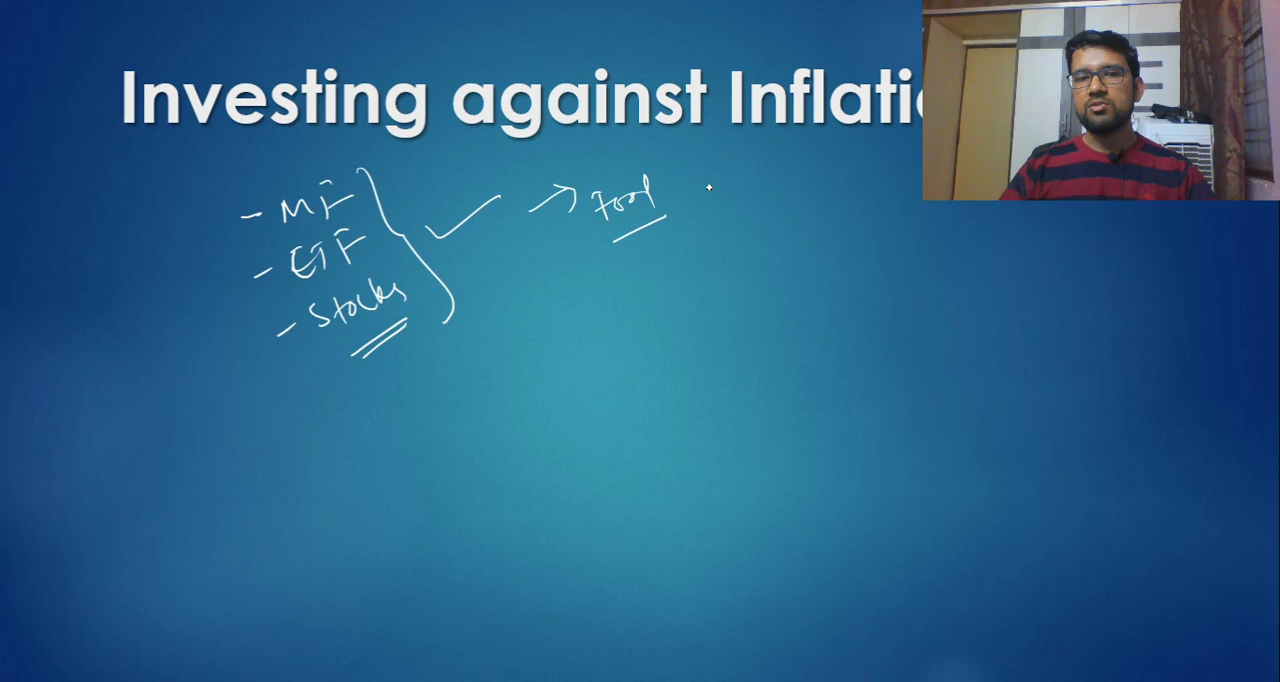 Investing against Inflati
- MF
- ETF
- Stocks
→ Food